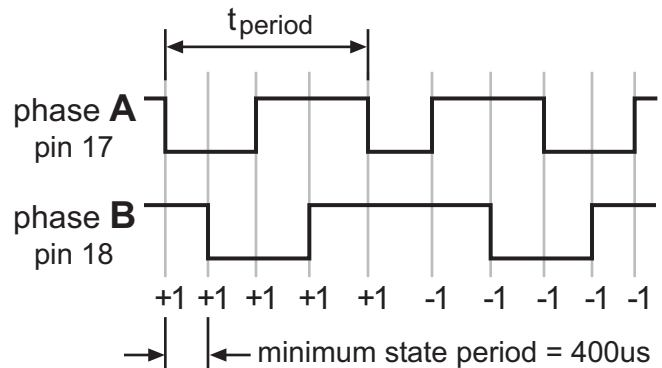 tperiod
phase A
pin 17
phase B
pin 18
+1 +1 +1 +1 +1 -1 -1 -1 -1 -1
minimum state period = 400us